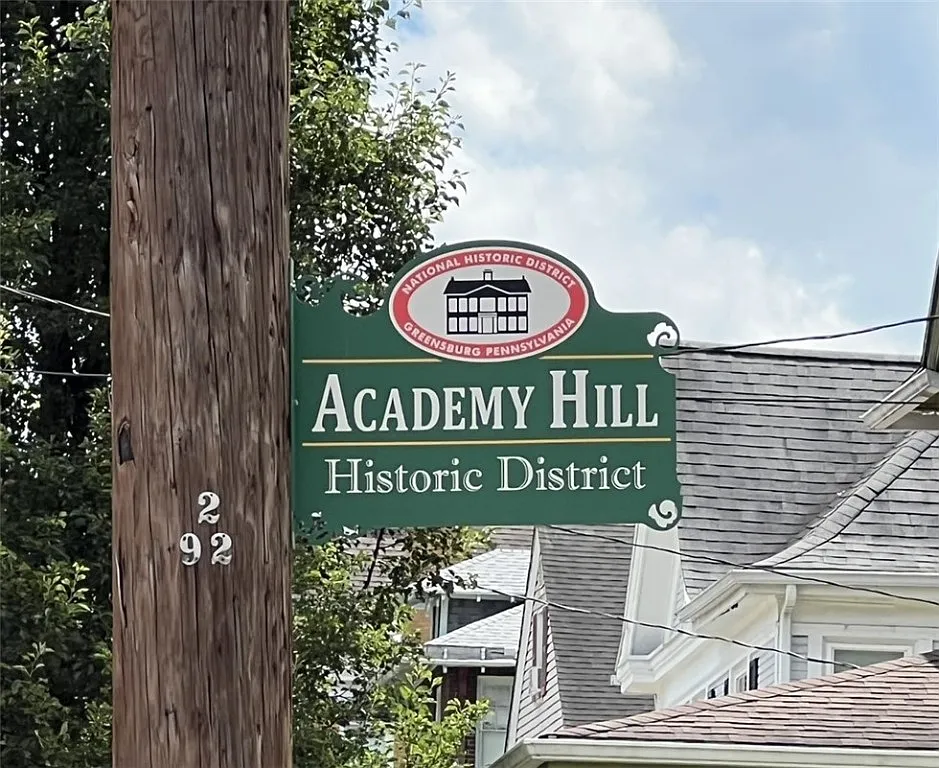 NATIONAL HISTORIC DISTRICT
GREENSBURG PENNSYLVANIA
ACADEMY HILL
Historic District
2
92